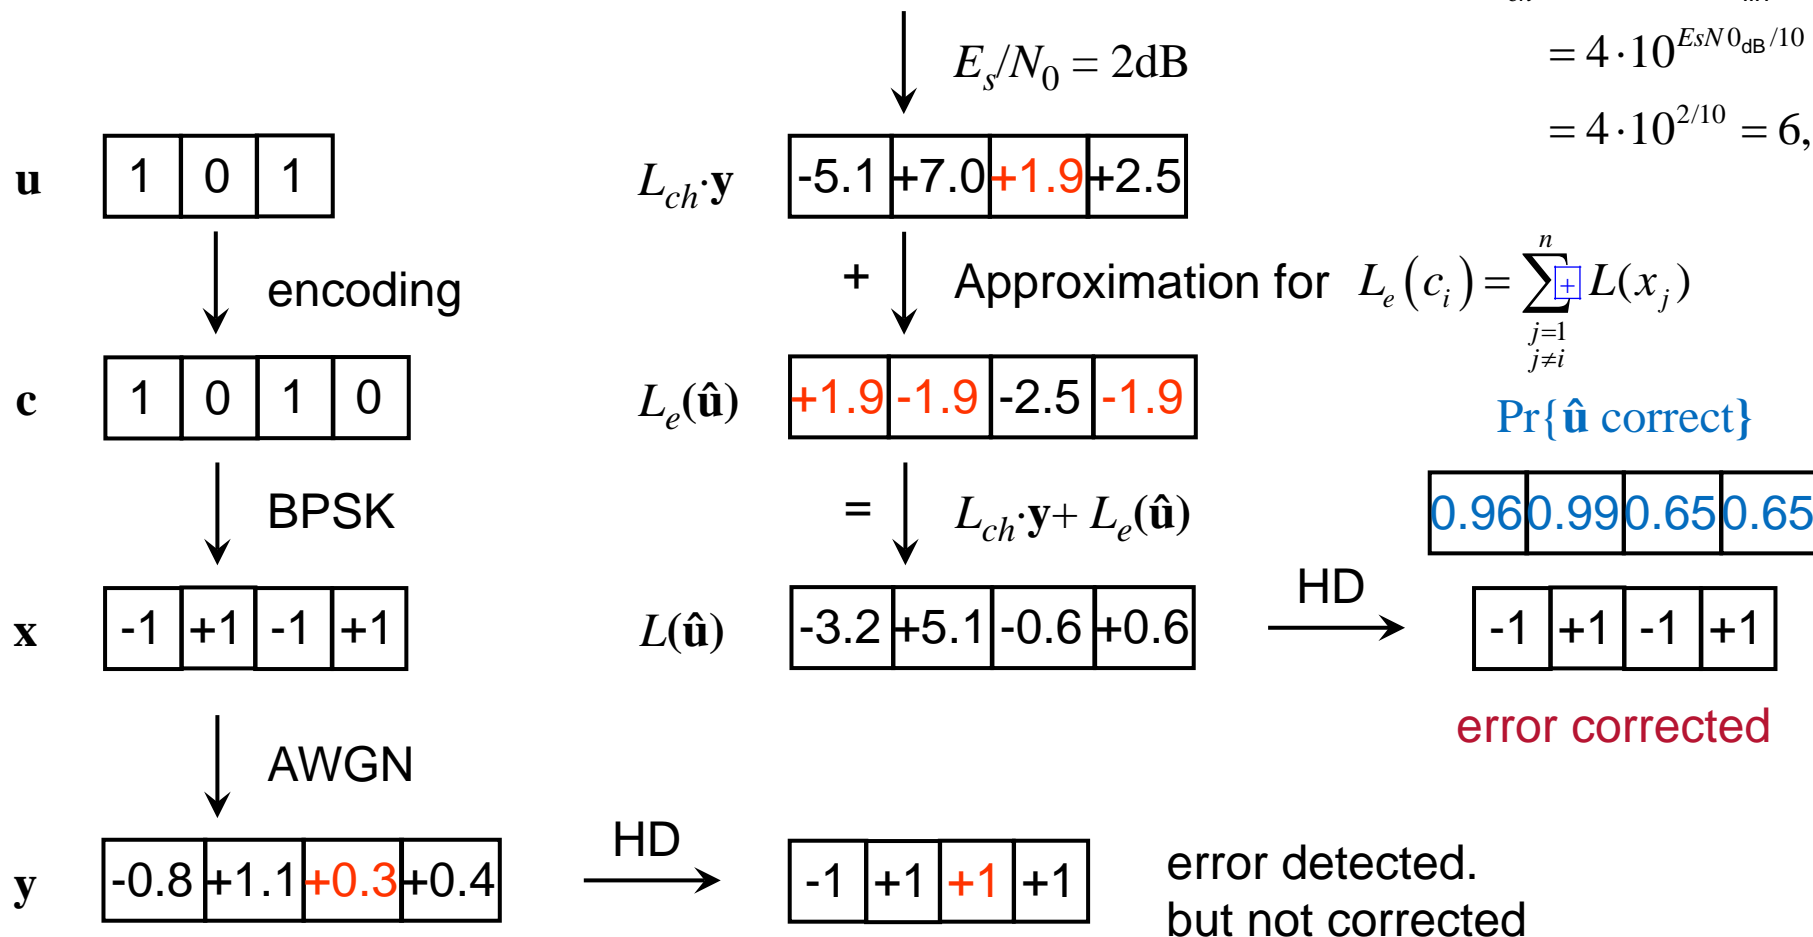 E_s/N_0 = 2dB
= 4·10^{EsN0_dB/10}
= 4·10^{2/10} = 6,
u 1 0 1
L_ch·y -5.1 +7.0 +1.9 +2.5
encoding
+ Approximation for L_e(c_i) = \sum_{j=1, j≠i}^{n} [+] L(x_j)
c 1 0 1 0
L_e(û) +1.9 -1.9 -2.5 -1.9
Pr{û correct}
BPSK
= L_ch·y + L_e(û)
0.96 0.99 0.65 0.65
x -1 +1 -1 +1
L(û) -3.2 +5.1 -0.6 +0.6
HD
-1 +1 -1 +1
error corrected
AWGN
y -0.8 +1.1 +0.3 +0.4
HD
-1 +1 +1 +1
error detected.
but not corrected